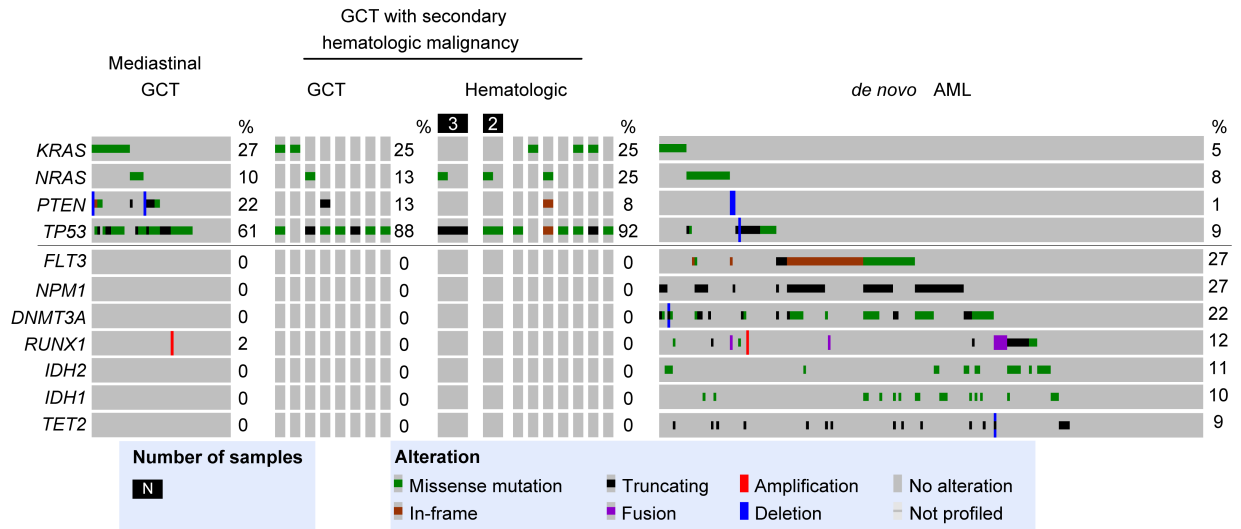 GCT with secondary
hematologic malignancy
Mediastinal
GCT GCT Hematologic de novo AML
3 2
% % % %
KRAS 27 25 25 5
NRAS 10 13 25 8
PTEN 22 13 8 1
TP53 61 88 92 9
FLT3 0 0 0 27
NPM1 0 0 0 27
DNMT3A 0 0 0 22
RUNX1 2 0 0 12
IDH2 0 0 0 11
IDH1 0 0 0 10
TET2 0 0 0 9
Number of samples Alteration
N Missense mutation Truncating Amplification No alteration
In-frame Fusion Deletion Not profiled